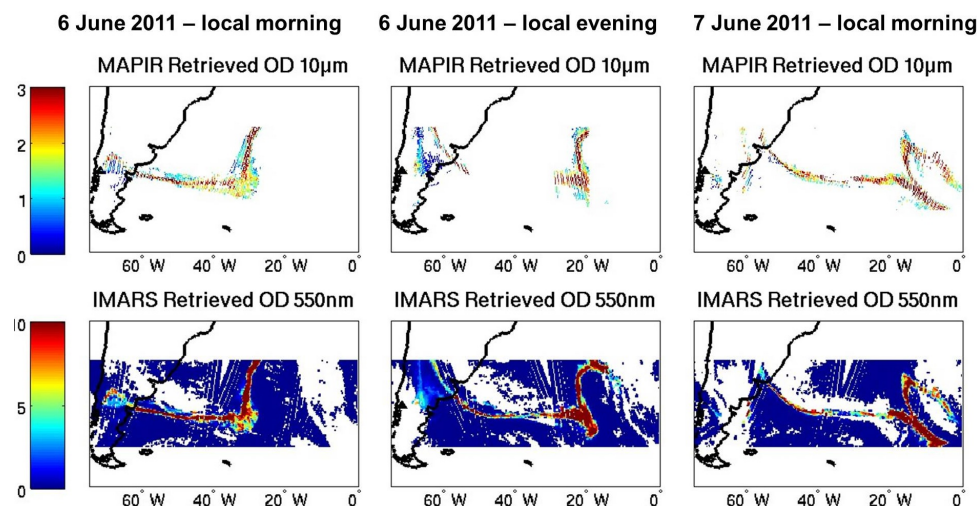 6 June 2011 – local morning
6 June 2011 – local evening
7 June 2011 – local morning
MAPIR Retrieved OD 10µm
MAPIR Retrieved OD 10µm
MAPIR Retrieved OD 10µm
3
2
1
0
60° W 40° W 20° W 0°
60° W 40° W 20° W 0°
60° W 40° W 20° W 0°
IMARS Retrieved OD 550nm
IMARS Retrieved OD 550nm
IMARS Retrieved OD 550nm
10
5
0
60° W 40° W 20° W 0°
60° W 40° W 20° W 0°
60° W 40° W 20° W 0°